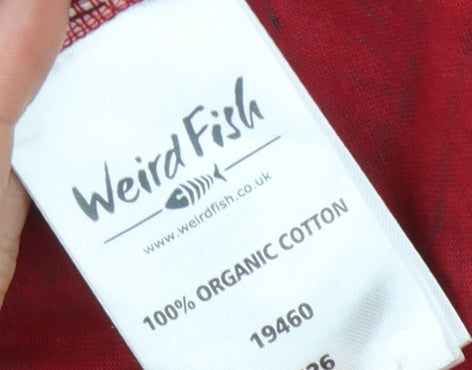 Weird Fish
www.weirdfish.co.uk
100% ORGANIC COTTON
19460